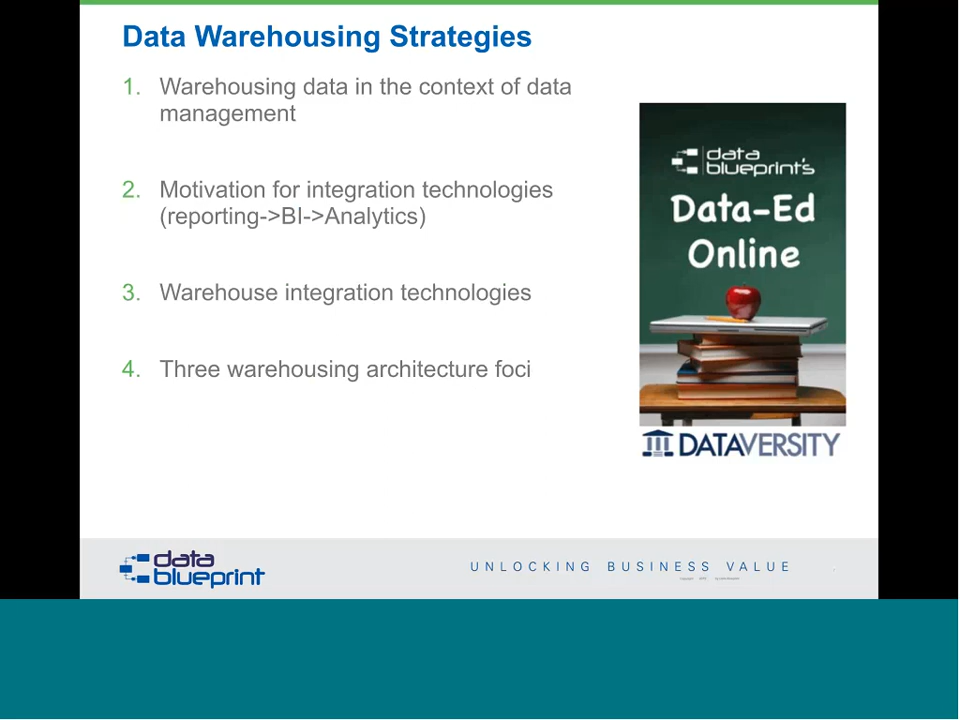 Data Warehousing Strategies
1. Warehousing data in the context of data
management
2. Motivation for integration technologies
(reporting->BI->Analytics)
3. Warehouse integration technologies
4. Three warehousing architecture foci
data
blueprint's
Data-Ed
Online
DATAVERSITY
data
blueprint
UNLOCKING BUSINESS VALUE